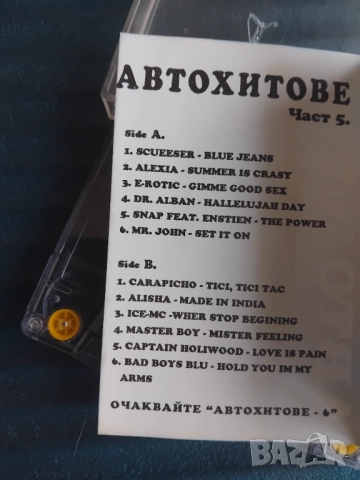 АВТОХИТОВЕ
Част 5.
Side A.
1. SCUEESER - BLUE JEANS
2. ALEXIA - SUMMER IS CRASY
3. E-ROTIC - GIMME GOOD SEX
4. DR. ALBAN - HALLELUJAH DAY
5. SNAP FEAT. ENSTIEN - THE POWER
6. MR. JOHN - SET IT ON
Side B.
1. CARAPICHO - TICI, TICI TAC
2. ALISHA - MADE IN INDIA
3. ICE-MC -WHER STOP BEGINING
4. MASTER BOY - MISTER FEELING
5. CAPTAIN HOLIWOOD - LOVE IS PAIN
6. BAD BOYS BLU - HOLD YOU IM MY
ARMS
ОЧАКВАЙТЕ "АВТОХИТОВЕ - 6"
BAZAR